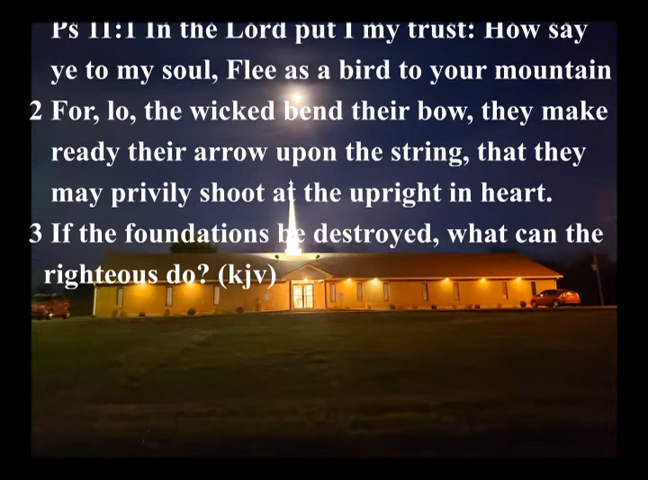 Ps 11:1 In the Lord put I my trust: How say
ye to my soul, Flee as a bird to your mountain
2 For, lo, the wicked bend their bow, they make
ready their arrow upon the string, that they
may privily shoot at the upright in heart.
3 If the foundations be destroyed, what can the
righteous do? (kjv)